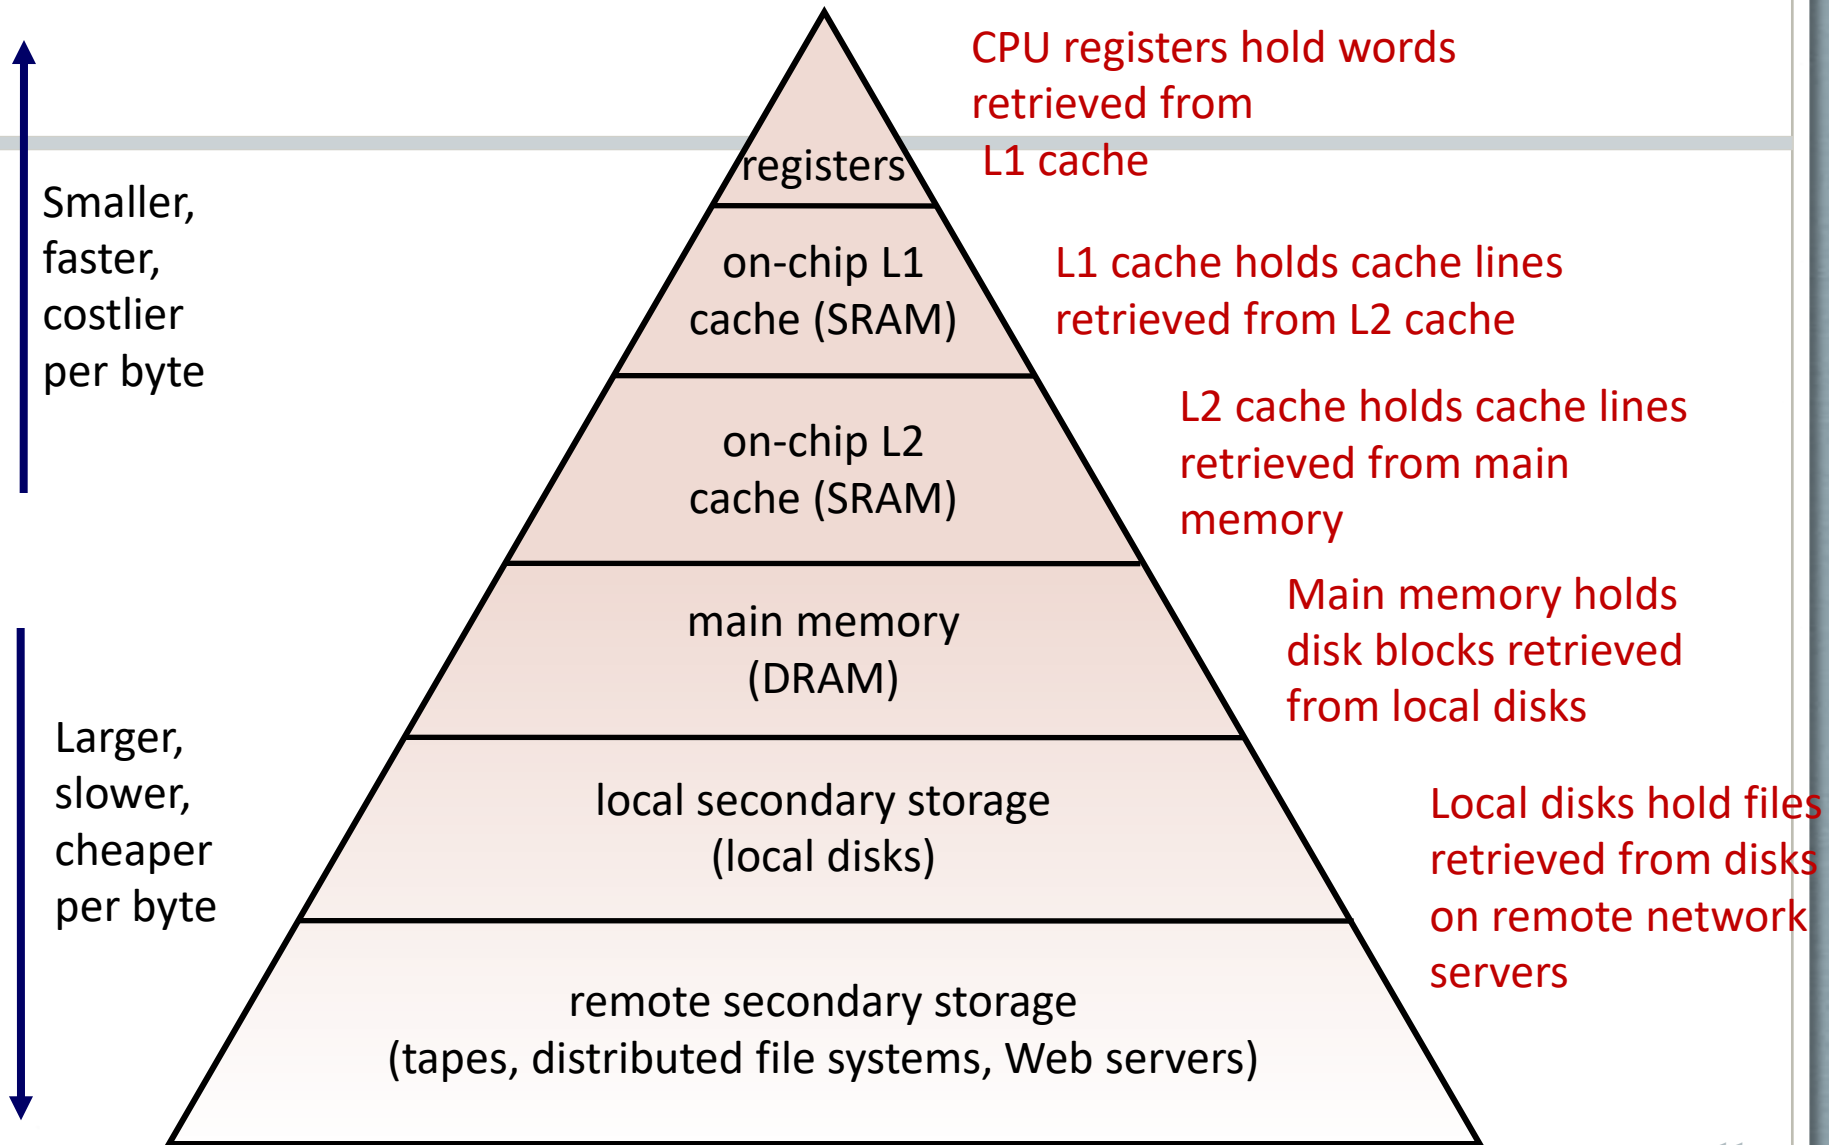 CPU registers hold words
retrieved from
L1 cache
registers
Smaller,
faster,
costlier
per byte
on-chip L1
cache (SRAM)
L1 cache holds cache lines
retrieved from L2 cache
on-chip L2
cache (SRAM)
L2 cache holds cache lines
retrieved from main
memory
main memory
(DRAM)
Main memory holds
disk blocks retrieved
from local disks
Larger,
slower,
cheaper
per byte
local secondary storage
(local disks)
Local disks hold files
retrieved from disks
on remote network
servers
remote secondary storage
(tapes, distributed file systems, Web servers)